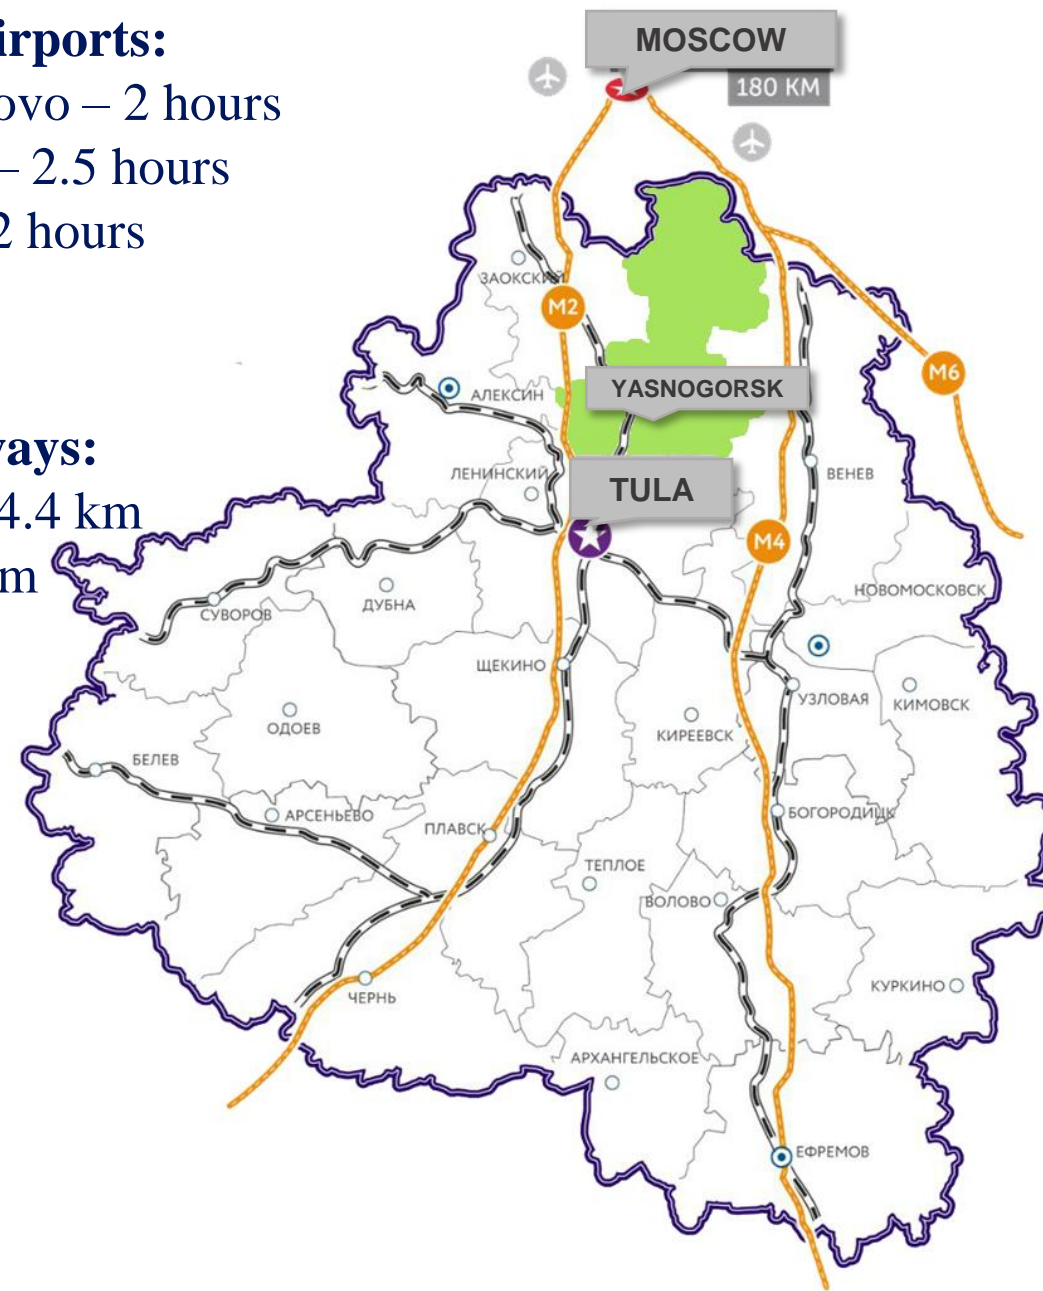 irports:
ovo – 2 hours
– 2.5 hours
2 hours
ways:
4.4 km
m
MOSCOW
180 KM
ЗАОКСКИЙ
M2
M6
АЛЕКСИН
YASNOGORSK
ЛЕНИНСКИЙ
ВЕНЕВ
TULA
M4
СУВОРОВ
ДУБНА
НОВОМОСКОВСК
ЩЕКИНО
УЗЛОВАЯ
КИМОВСК
ОДОЕВ
КИРЕЕВСК
БЕЛЕВ
АРСЕНЬЕВО
ПЛАВСК
БОГОРОДИЦК
ТЕПЛОЕ
ВОЛОВО
ЧЕРНЬ
КУРКИНО
АРХАНГЕЛЬСКОЕ
ЕФРЕМОВ